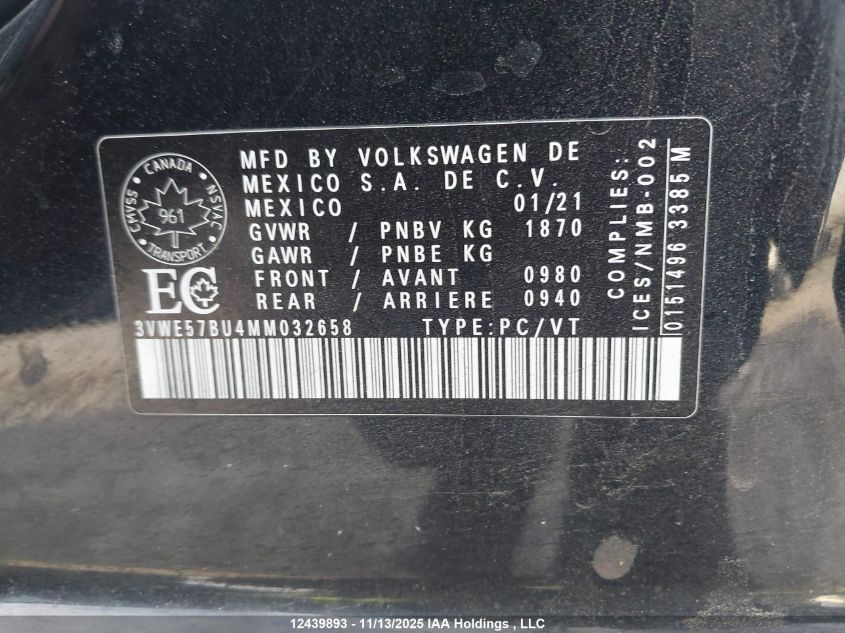 CANADA
CMVSS
NSVAC
961
TRANSPORT
EC
MFD BY VOLKSWAGEN DE
MEXICO S.A. DE C.V.
MEXICO 01/21
GVWR / PNBV KG 1870
GAWR / PNBE KG
FRONT / AVANT 0980
REAR / ARRIERE 0940
3VWE57BU4MM032658 TYPE:PC/VT
COMPLIES:
ICES/NMB-002
0151496 3385M
12439893 - 11/13/2025 IAA Holdings , LLC